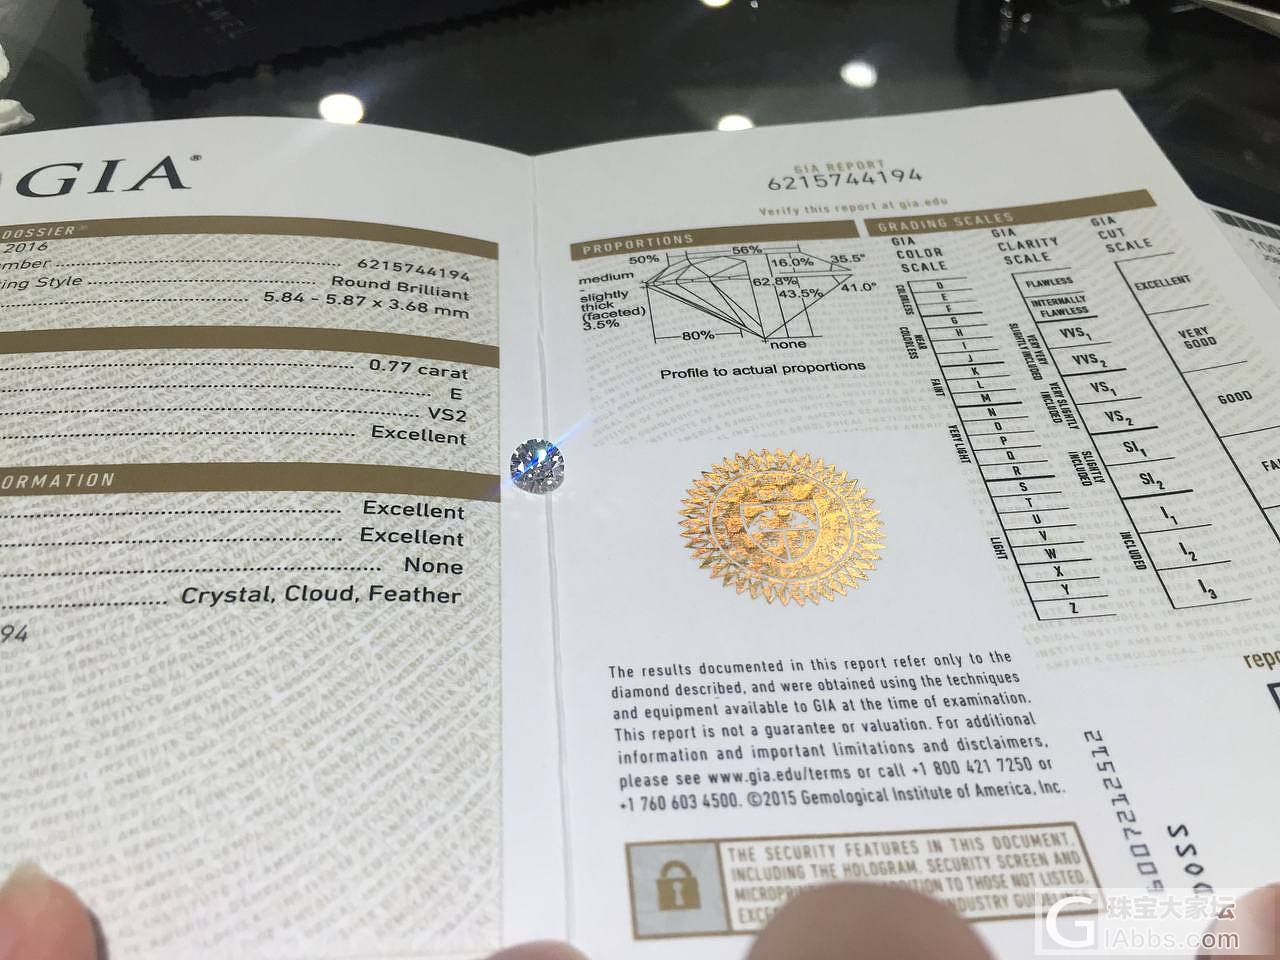 GIA®
DOSSIER®
2016
6215744194
Round Brilliant
5.84 - 5.87 x 3.68 mm
0.77 carat
E
VS2
Excellent
ORMATION
Excellent
Excellent
None
Crystal, Cloud, Feather
94
GIA REPORT
6215744194
Verify this report at gia.edu
PROPORTIONS
50%
56%
16.0%
35.5°
medium
62.8%
43.5%
41.0°
slightly
thick
(faceted)
3.5%
80%
none
Profile to actual proportions
GRADING SCALES
GIA
COLOR
SCALE
COLORLESS
D
E
F
NEAR COLORLESS
G
H
I
J
FAINT
K
L
M
VERY LIGHT
N
O
P
Q
R
LIGHT
S
T
U
V
W
X
Y
Z
GIA
CLARITY
SCALE
FLAWLESS
INTERNALLY
FLAWLESS
VERY VERY
SLIGHTLY INCLUDED
VVS1
VVS2
VERY SLIGHTLY
INCLUDED
VS1
VS2
SLIGHTLY
INCLUDED
SI1
SI2
INCLUDED
I1
I2
I3
GIA
CUT
SCALE
EXCELLENT
VERY
GOOD
GOOD
The results documented in this report refer only to the
diamond described, and were obtained using the techniques
and equipment available to GIA at the time of examination.
This report is not a guarantee or valuation. For additional
information and important limitations and disclaimers,
please see www.gia.edu/terms or call +1 800 421 7250 or
+1 760 603 4500. ©2015 Gemological Institute of America, Inc.
THE SECURITY FEATURES IN THIS DOCUMENT,
INCLUDING THE HOLOGRAM, SECURITY SCREEN AND
TO THOSE NOT LISTED,
珠宝大家坛
GIAbbs.com